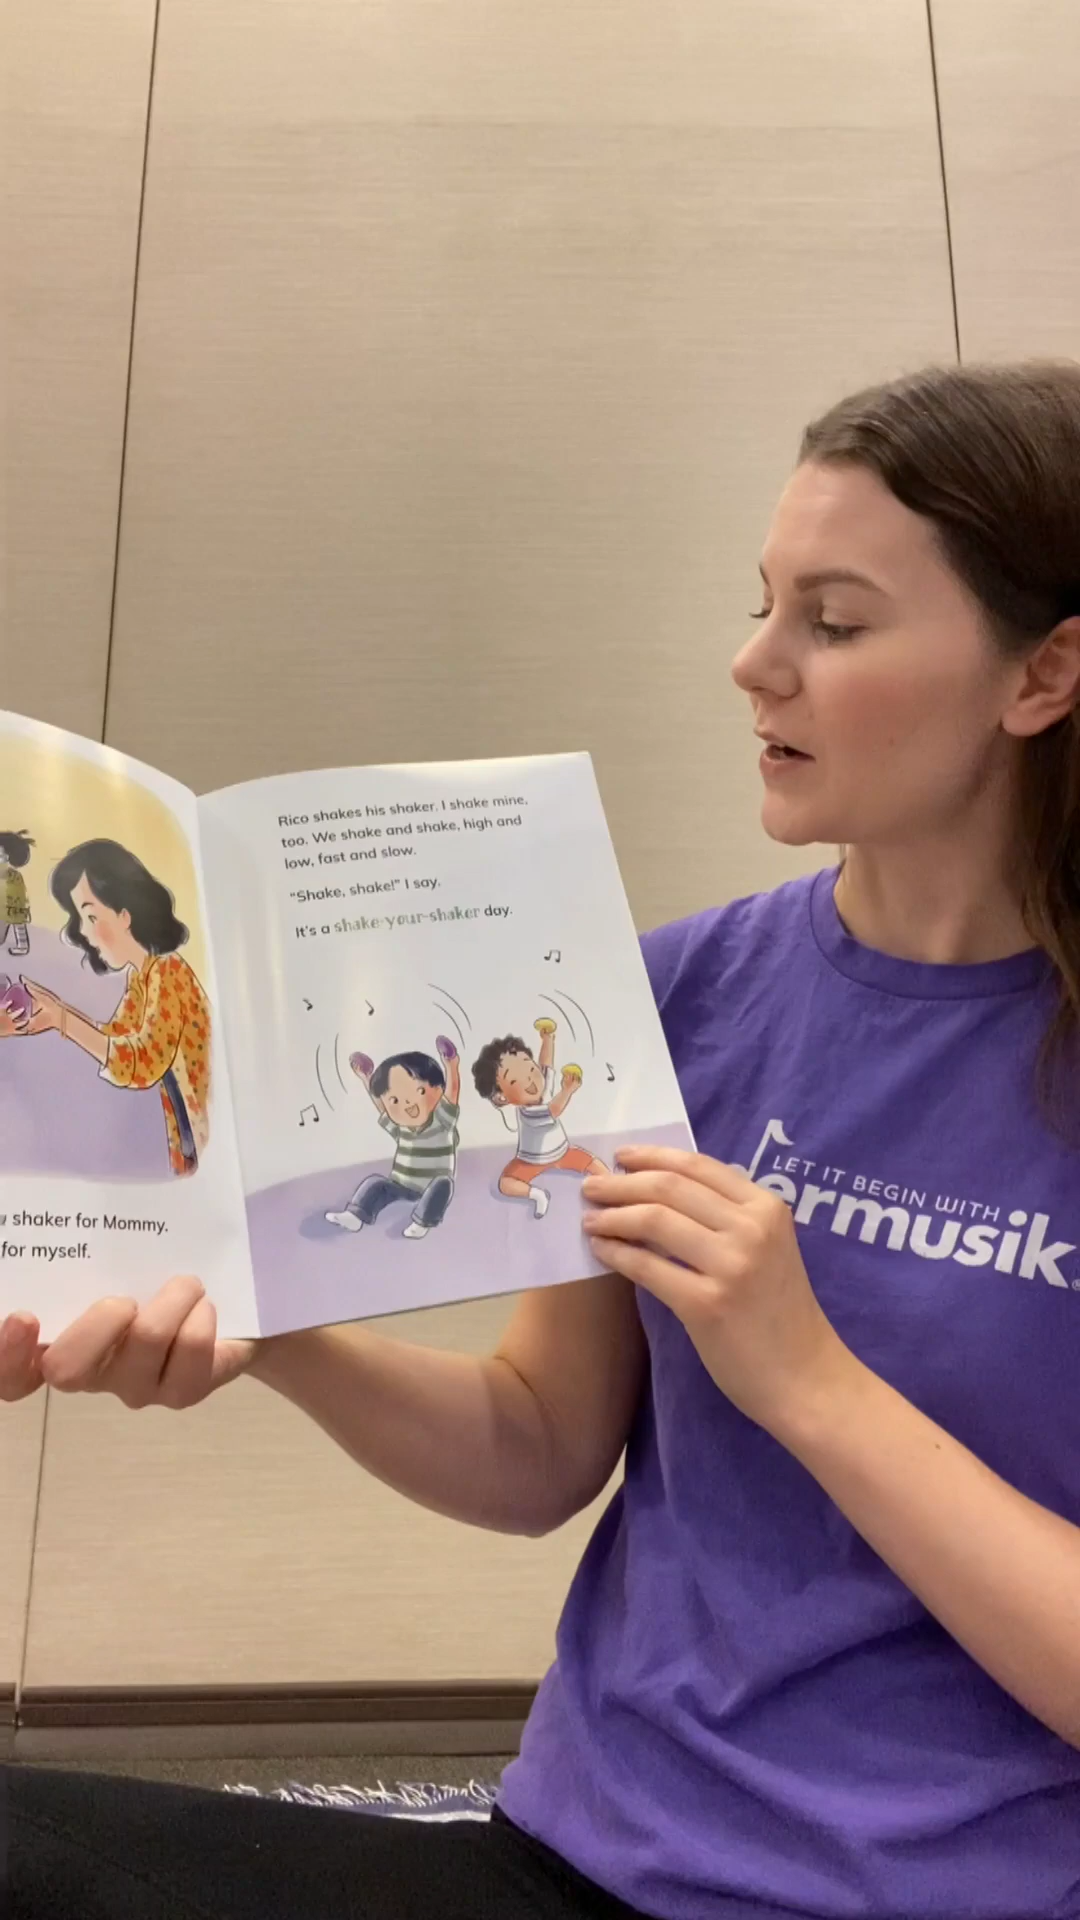 shaker for Mommy.
for myself.
Rico shakes his shaker. I shake mine,
too. We shake and shake, high and
low, fast and slow.
"Shake, shake!" I say.
It's a shake-your-shaker day.
LET IT BEGIN WITH
dermusik